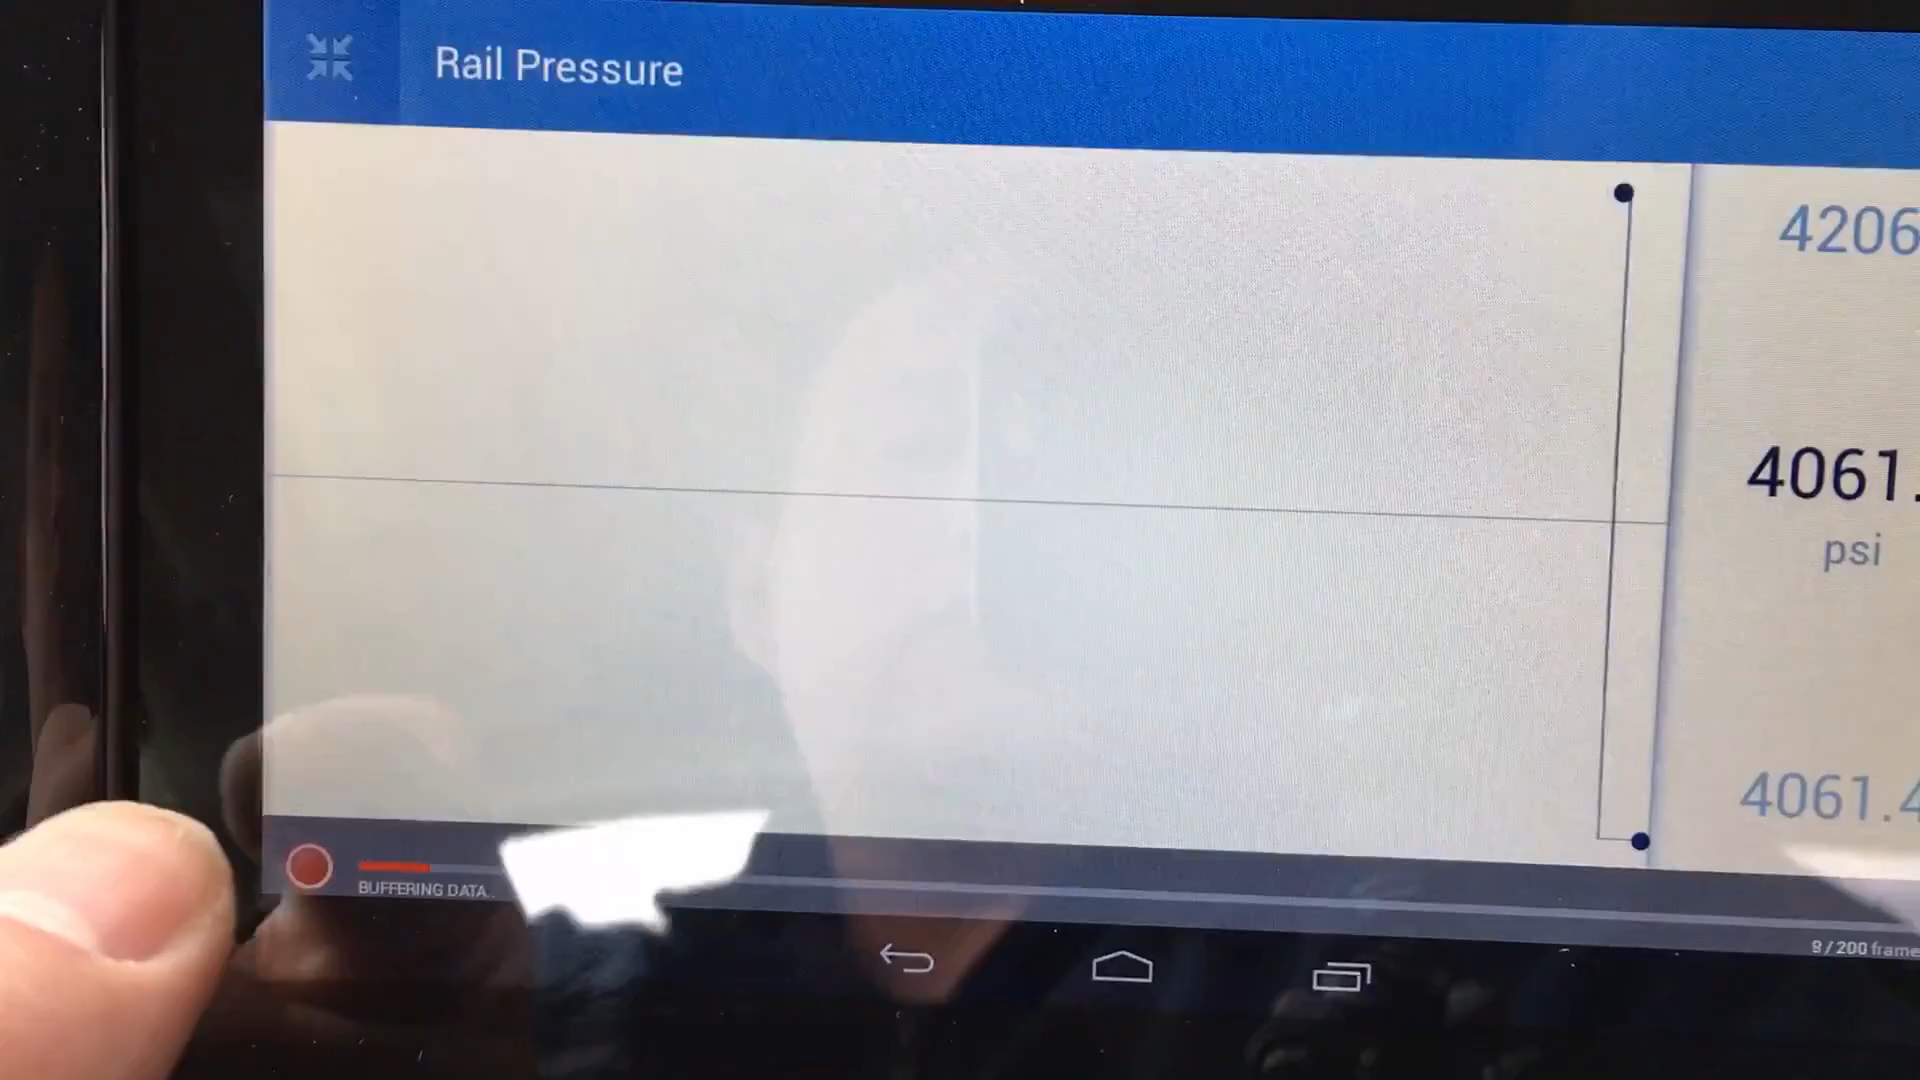 Rail Pressure
4206
4061.
psi
4061.4
BUFFERING DATA..
9/200 frame